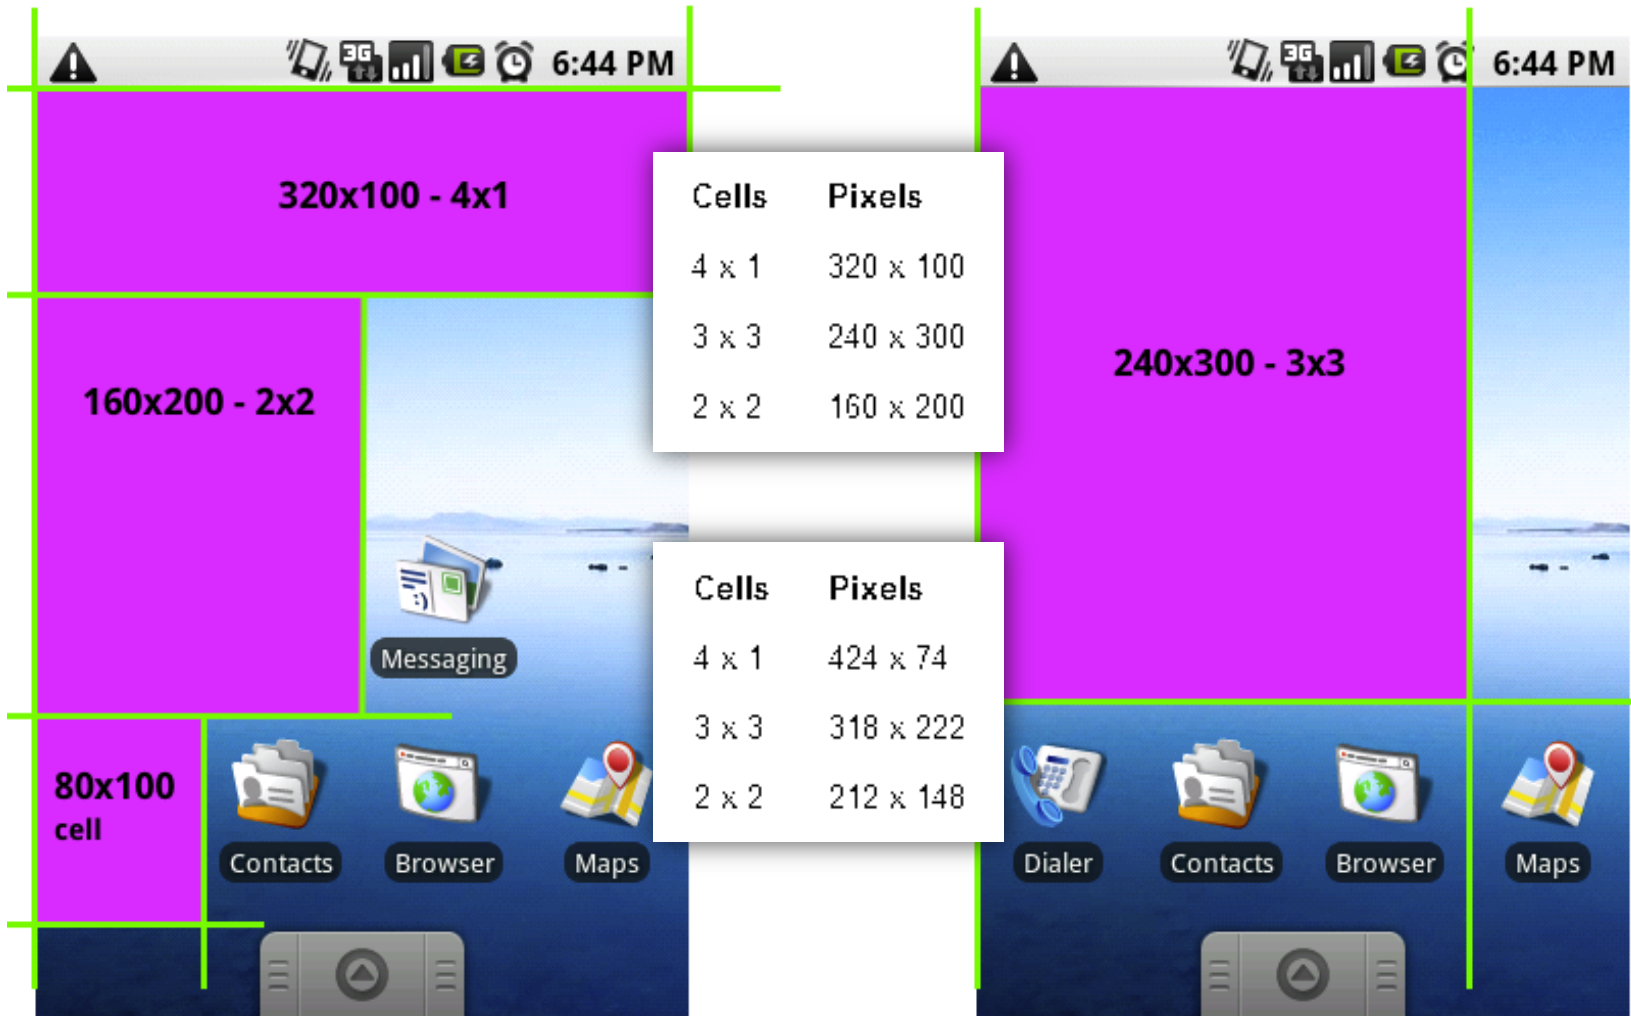 3G
6:44 PM
320x100 - 4x1
160x200 - 2x2
Messaging
80x100
cell
Contacts
Browser
Maps
Cells Pixels
4 x 1 320 x 100
3 x 3 240 x 300
2 x 2 160 x 200
Cells Pixels
4 x 1 424 x 74
3 x 3 318 x 222
2 x 2 212 x 148
3G
6:44 PM
240x300 - 3x3
Dialer
Contacts
Browser
Maps